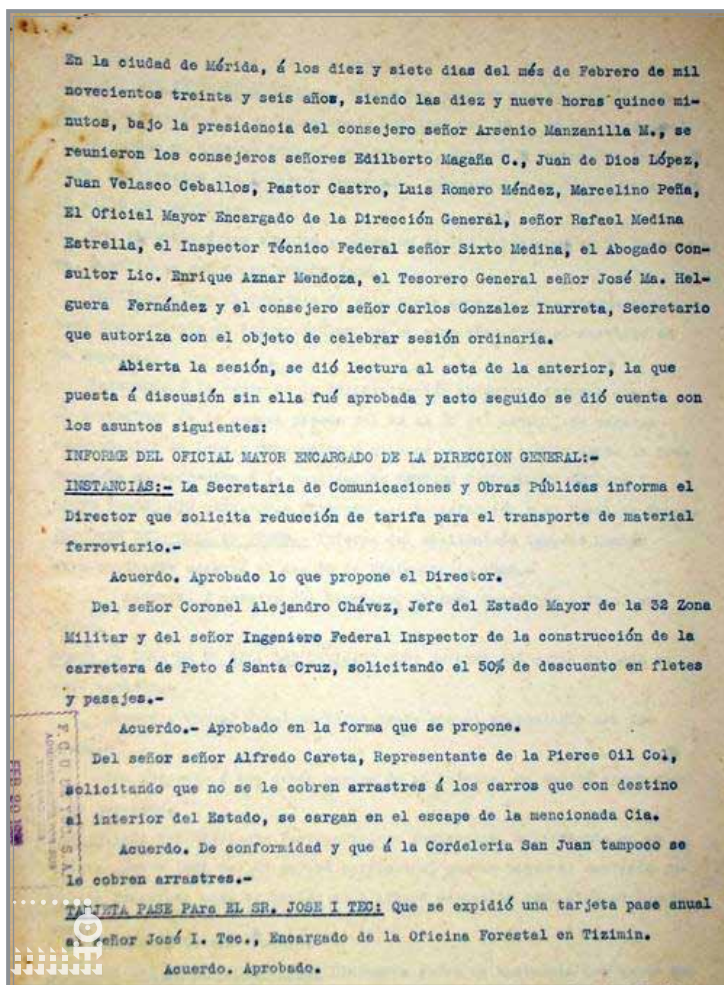 En la ciudad de Mérida, á los diez y siete dias del més de Febrero de mil
novecientos treinta y seis años, siendo las diez y nueve horas quince mi-
nutos, bajo la presidencia del consejero señor Arsenio Manzanilla M., se
reunieron los consejeros señores Edilberto Magaña C., Juan de Dios López,
Juan Velasco Ceballos, Pastor Castro, Luis Romero Méndez, Marcelino Peña,
El Oficial Mayor Encargado de la Dirección General, señor Rafael Medina
Estrella, el Inspector Técnico Federal señor Sixto Medina, el Abogado Con-
sultor Lic. Enrique Aznar Mendoza, el Tesorero General señor José Ma. Hel-
guera Fernández y el consejero señor Carlos Gonzalez Inurreta, Secretario
que autoriza con el objeto de celebrar sesión ordinaria.
Abierta la sesión, se dió lectura al acta de la anterior, la que
puesta á discusión sin ella fué aprobada y acto seguido se dió cuenta con
los asuntos siguientes:
INFORME DEL OFICIAL MAYOR ENCARGADO DE LA DIRECCION GENERAL:-
INSTANCIAS:- La Secretaria de Comunicaciones y Obras Públicas informa el
Director que solicita reducción de tarifa para el transporte de material
ferroviario.-
Acuerdo. Aprobado lo que propone el Director.
Del señor Coronel Alejandro Chávez, Jefe del Estado Mayor de la 32 Zona
Militar y del señor Ingeniero Federal Inspector de la construcción de la
carretera de Peto á Santa Cruz, solicitando el 50% de descuento en fletes
y pasajes.-
Acuerdo.- Aprobado en la forma que se propone.
Del señor señor Alfredo Careta, Representante de la Pierce Oil Col,
solicitando que no se le cobren arrastres á los carros que con destino
al interior del Estado, se cargan en el escape de la mencionada Cia.
Acuerdo. De conformidad y que á la Cordeleria San Juan tampoco se
le cobren arrastres.-
TARJETA PASE PAra EL SR. JOSE I TEC: Que se expidió una tarjeta pase anual
al señor José I. Tec., Encargado de la Oficina Forestal en Tizimin.
Acuerdo. Aprobado.
F. C. U. de Y., S. A.
FEB 20